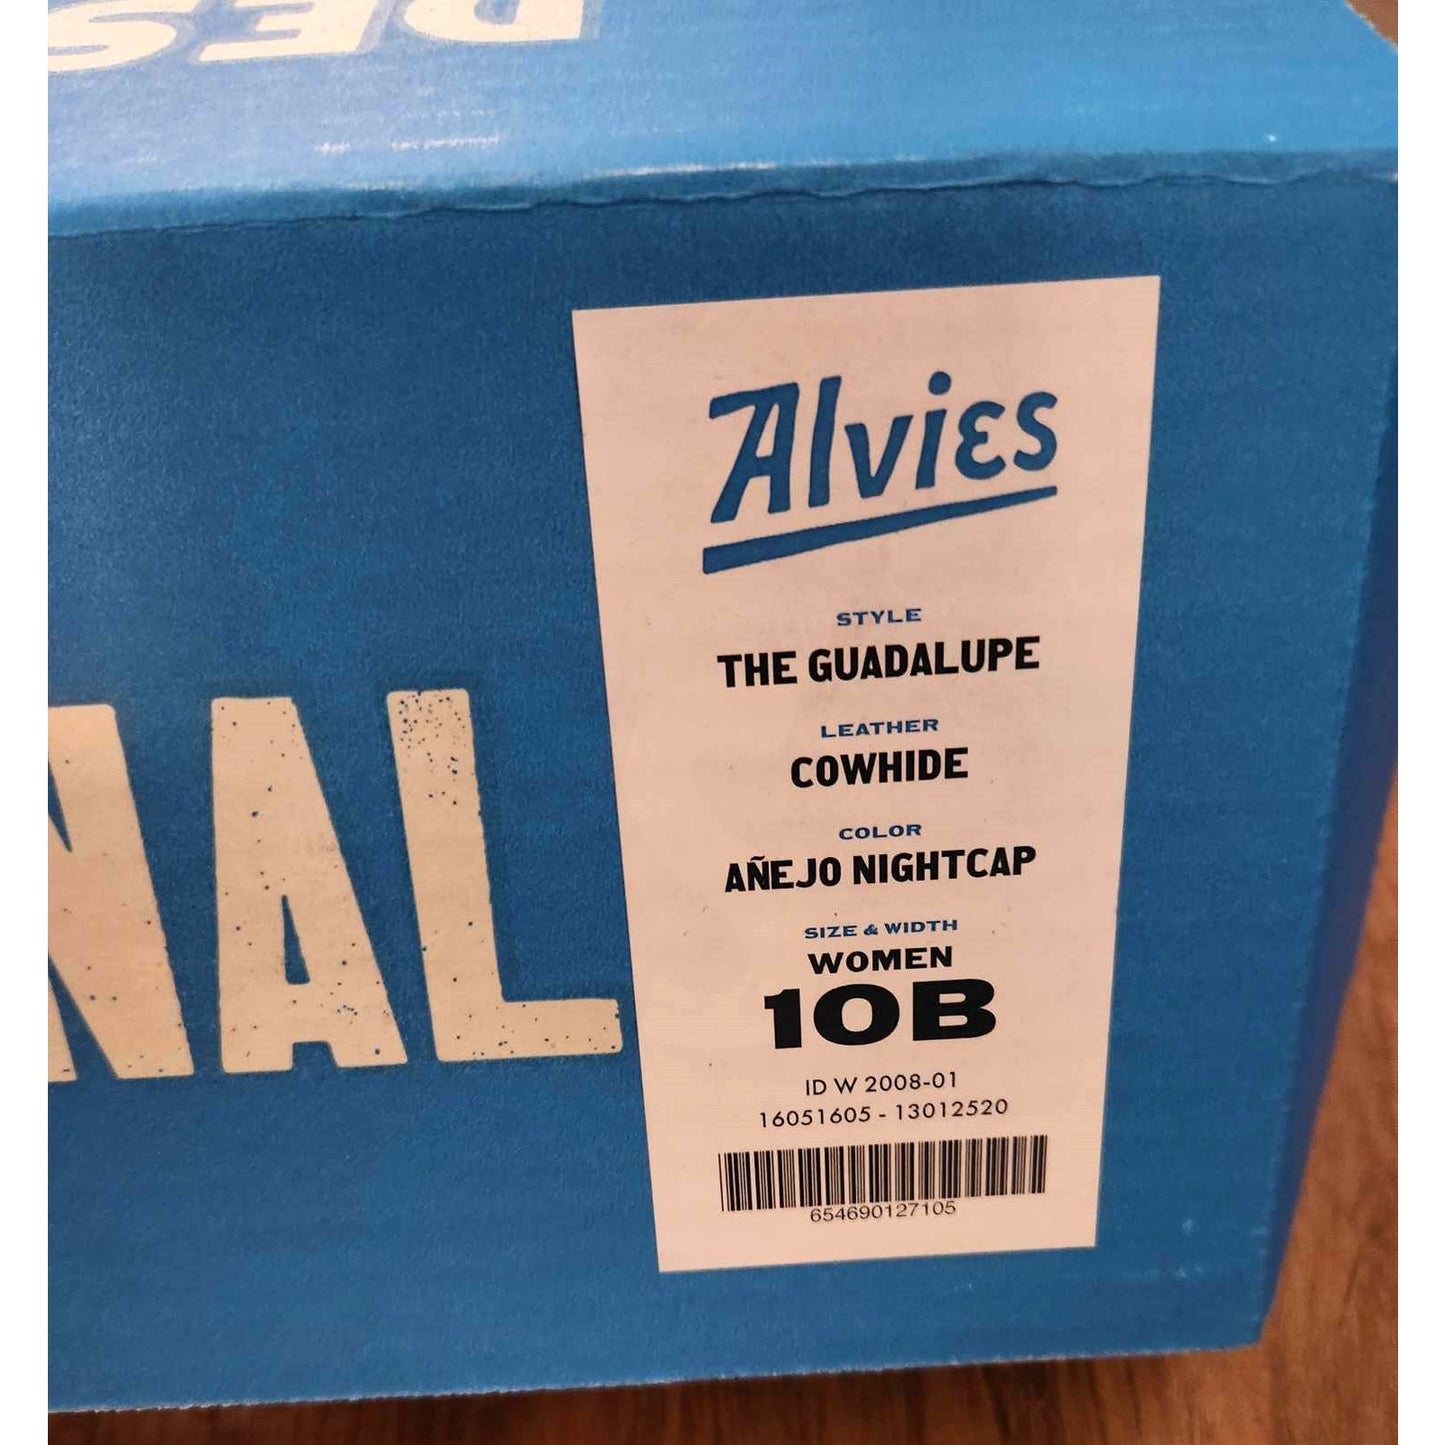 DES
NAL
Alvies
STYLE
THE GUADALUPE
LEATHER
COWHIDE
COLOR
AÑEJO NIGHTCAP
SIZE & WIDTH
WOMEN
10B
ID W 2008-01
16051605 - 13012520
654690127105